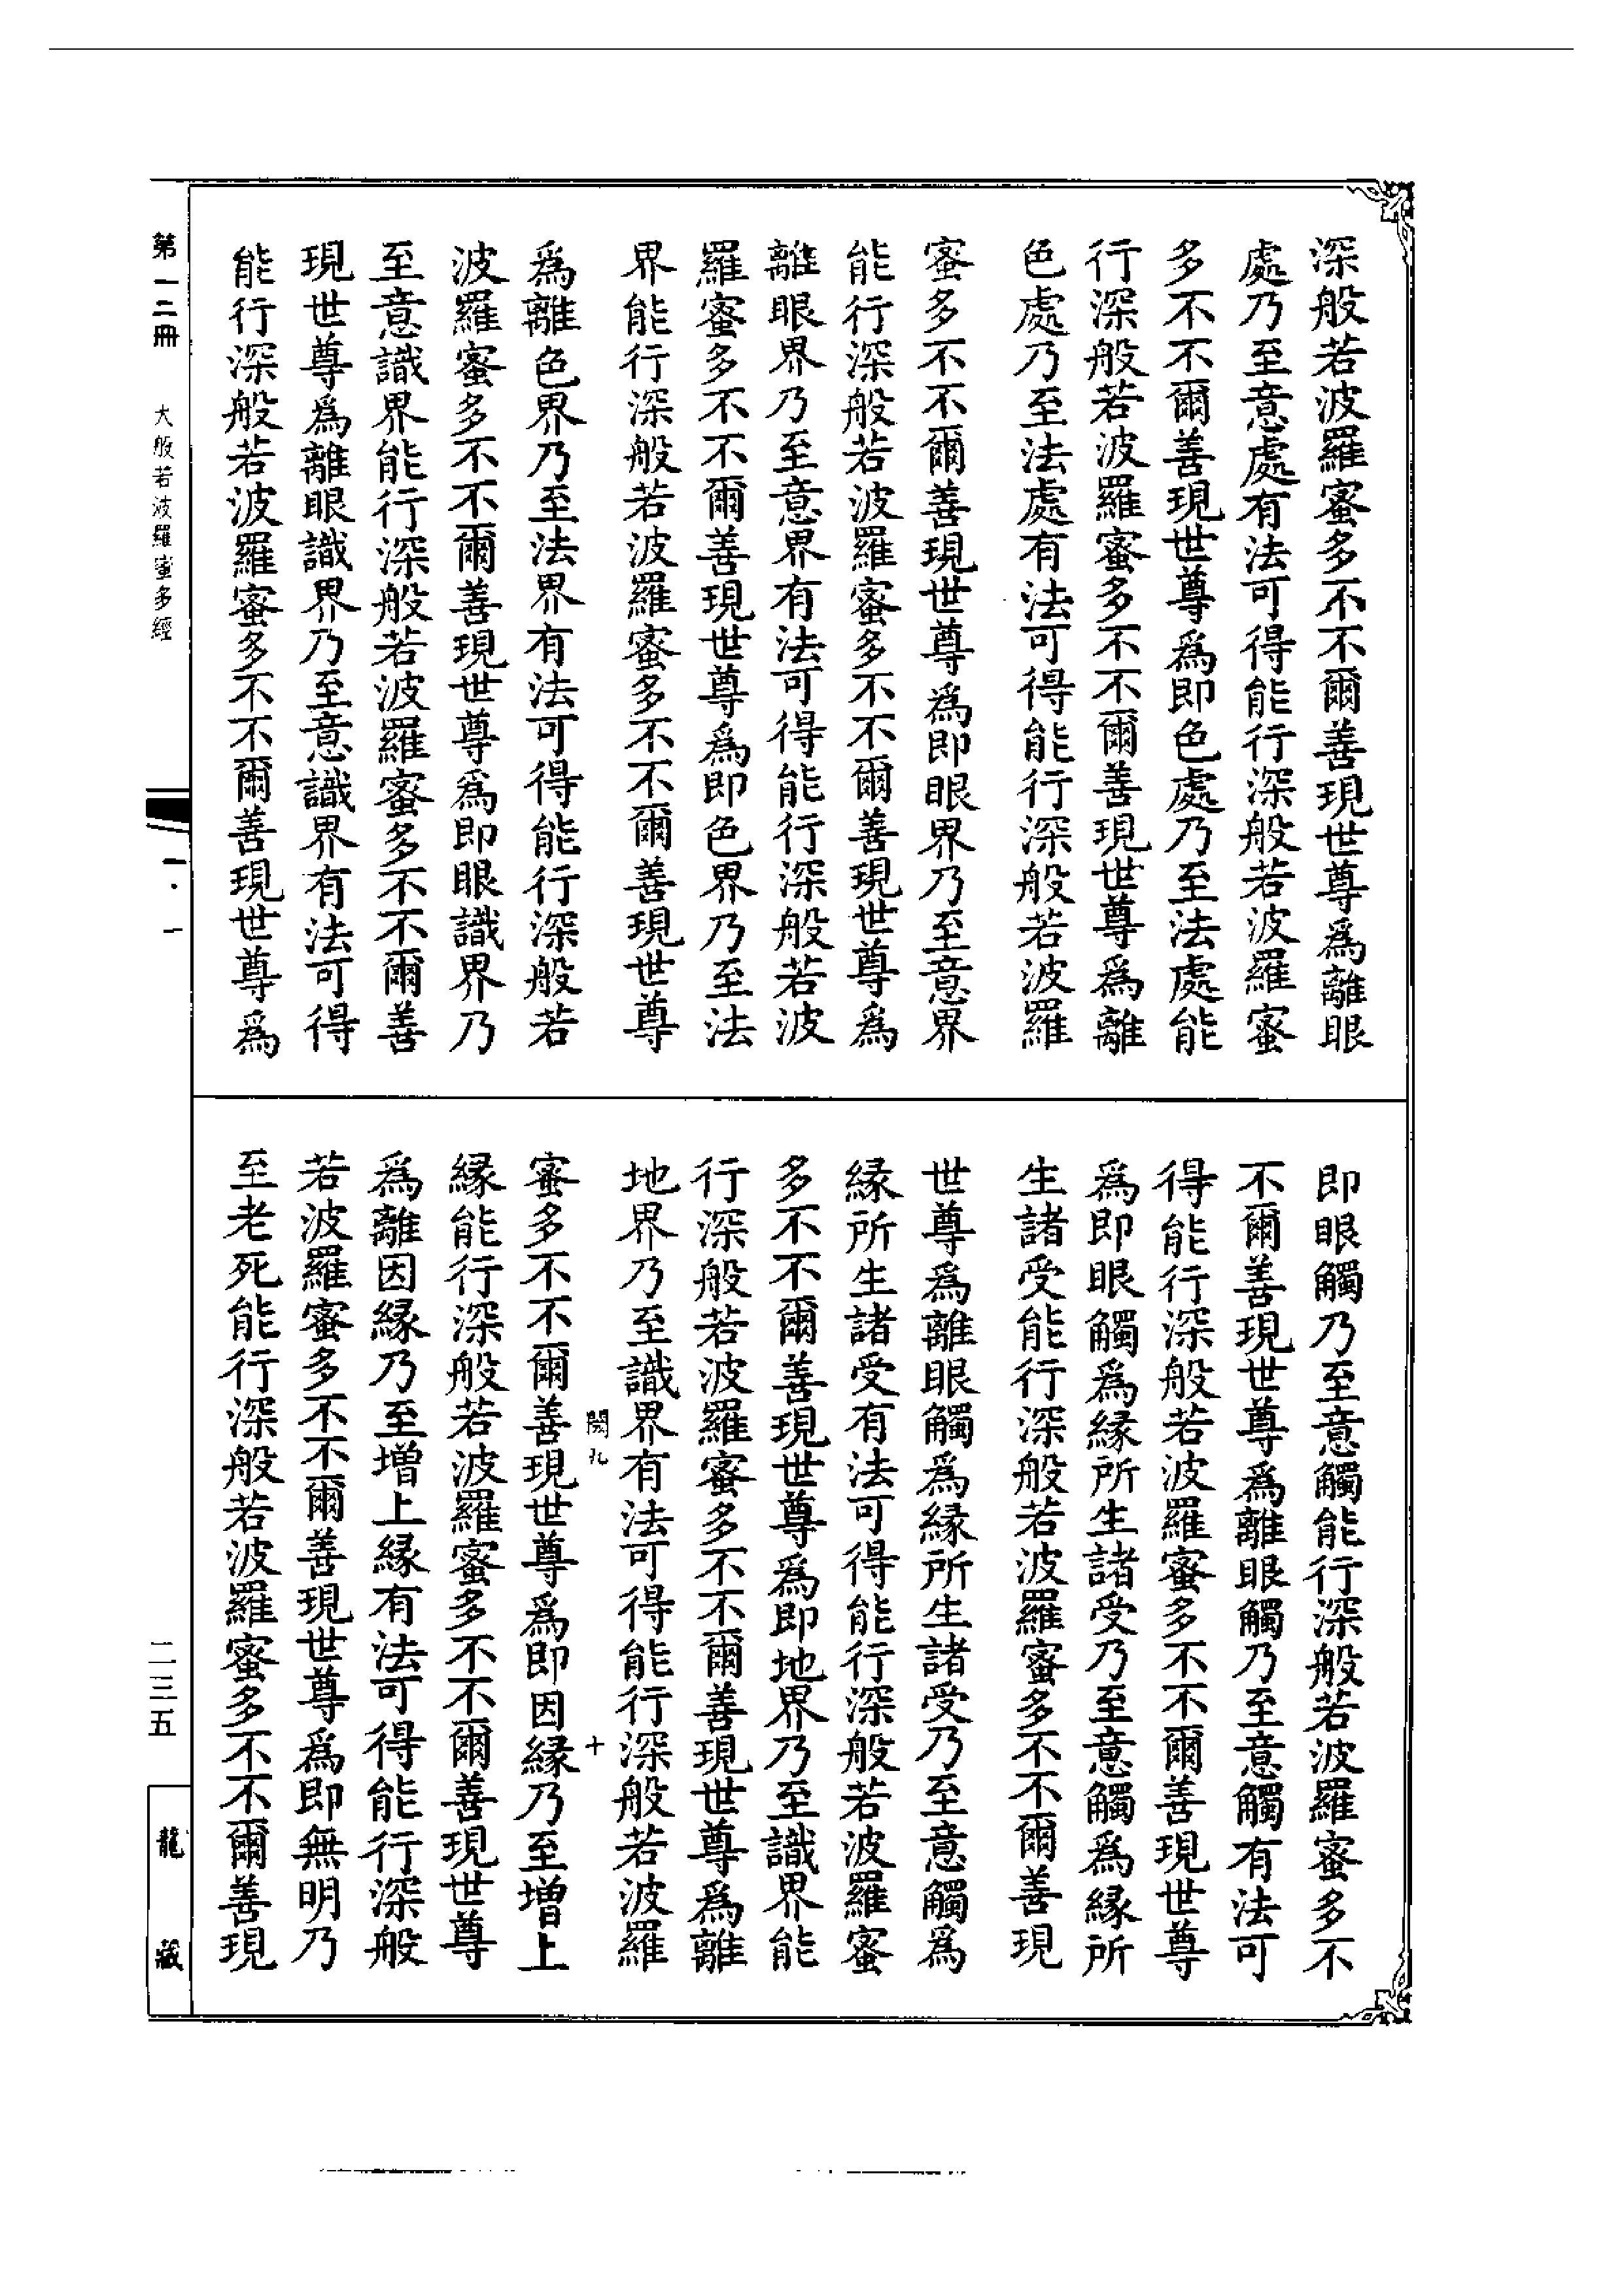 深般若波羅蜜多不不爾善現世尊為離眼
處乃至意處有法可得能行深般若波羅蜜
多不不爾善現世尊為即色處乃至法處能
行深般若波羅蜜多不不爾善現世尊為離
色處乃至法處有法可得能行深般若波羅
蜜多不不爾善現世尊為即眼界乃至意界
能行深般若波羅蜜多不不爾善現世尊為
離眼界乃至意界有法可得能行深般若波
羅蜜多不不爾善現世尊為即色界乃至法
界能行深般若波羅蜜多不不爾善現世尊
為離色界乃至法界有法可得能行深般若
波羅蜜多不不爾善現世尊為即眼識界乃
至意識界能行深般若波羅蜜多不不爾善
現世尊為離眼識界乃至意識界有法可得
能行深般若波羅蜜多不不爾善現世尊為
即眼觸乃至意觸能行深般若波羅蜜多不
不爾善現世尊為離眼觸乃至意觸有法可
得能行深般若波羅蜜多不不爾善現世尊
為即眼觸為緣所生諸受乃至意觸為緣所
生諸受能行深般若波羅蜜多不不爾善現
世尊為離眼觸為緣所生諸受乃至意觸為
緣所生諸受有法可得能行深般若波羅蜜
多不不爾善現世尊為即地界乃至識界能
行深般若波羅蜜多不不爾善現世尊為離
地界乃至識界有法可得能行深般若波羅
闕九 十
蜜多不不爾善現世尊為即因緣乃至增上
緣能行深般若波羅蜜多不不爾善現世尊
為離因緣乃至增上緣有法可得能行深般
若波羅蜜多不不爾善現世尊為即無明乃
至老死能行深般若波羅蜜多不不爾善現
第一二冊 大般若波羅蜜多經
一·一
二三五
龍藏